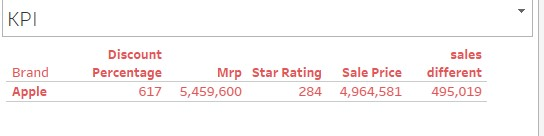 KPI
Discount sales
Brand Percentage Mrp Star Rating Sale Price different
Apple 617 5,459,600 284 4,964,581 495,019